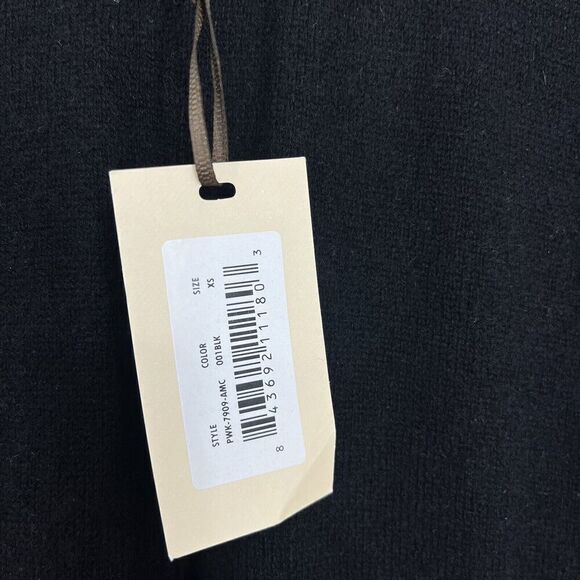 STYLE COLOR SIZE
PWK-7909-AMC 001BLK XS
8 43692 11180 3